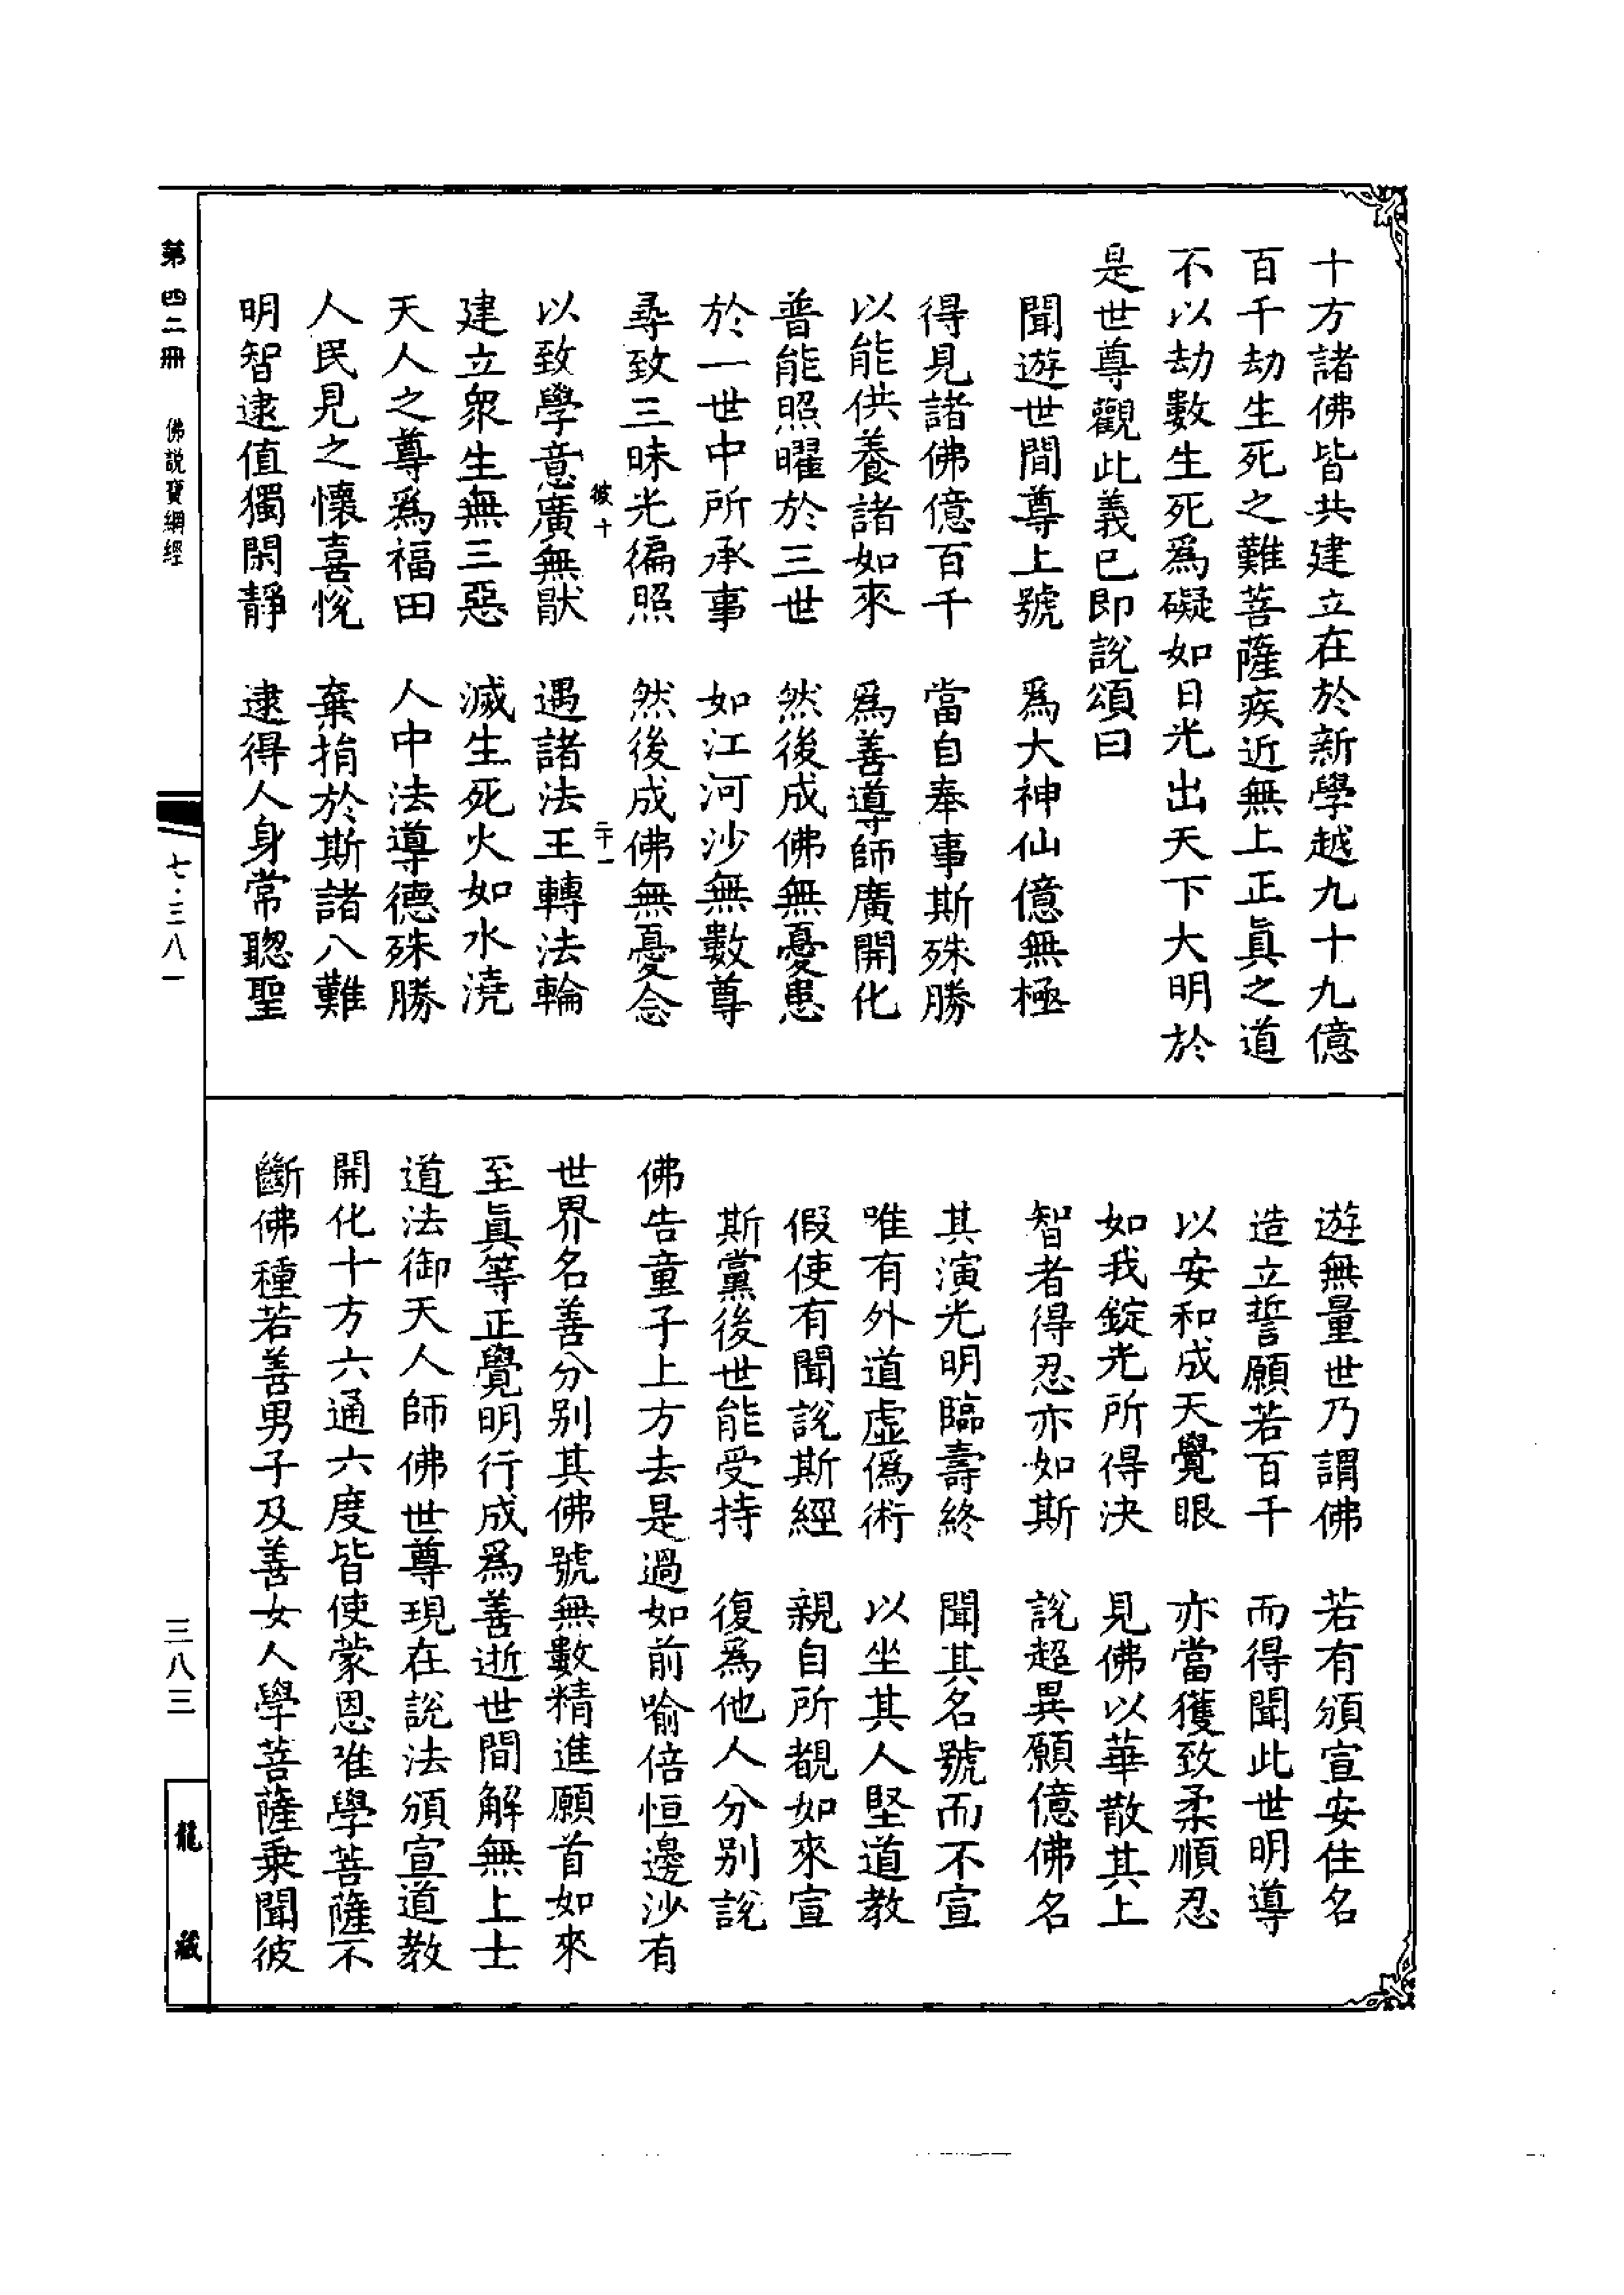 十方諸佛皆共建立在於新學越九十九億
百千劫生死之難菩薩疾近無上正眞之道
不以劫數生死爲礙如日光出天下大明於
是世尊觀此義已即說頌曰
聞遊世間尊上號　爲大神仙億無極
得見諸佛億百千　當自奉事斯殊勝
以能供養諸如來　爲善導師廣開化
普能照曜於三世　然後成佛無憂患
於一世中所承事　如江河沙無數尊
尋致三昧光徧照　然後成佛無憂念
彼十　二十一
以致學意廣無猒　遇諸法王轉法輪
建立衆生無三惡　滅生死火如水澆
天人之尊爲福田　人中法導德殊勝
人民見之懷喜悅　棄捐於斯諸八難
明智逮值獨閑靜　逮得人身常聰聖
遊無量世乃謂佛　若有頒宣安住名
造立誓願若百千　而得聞此世明導
以安和成天覺眼　亦當獲致柔順忍
如我錠光所得決　見佛以華散其上
智者得忍亦如斯　說超異願億佛名
其演光明臨壽終　聞其名號而不宣
唯有外道虛僞術　以坐其人堅道教
假使有聞說斯經　親自所覩如來宣
斯黨後世能受持　復爲他人分别說
佛告童子上方去是過如前喻倍恒邊沙有
世界名善分别其佛號無數精進願首如來
至眞等正覺明行成爲善逝世間解無上士
道法御天人師佛世尊現在說法頒宣道教
開化十方六通六度皆使蒙恩唯學菩薩不
斷佛種若善男子及善女人學菩薩乘聞彼
第四二冊　佛說寶網經
七·三八一
三八三
龍藏